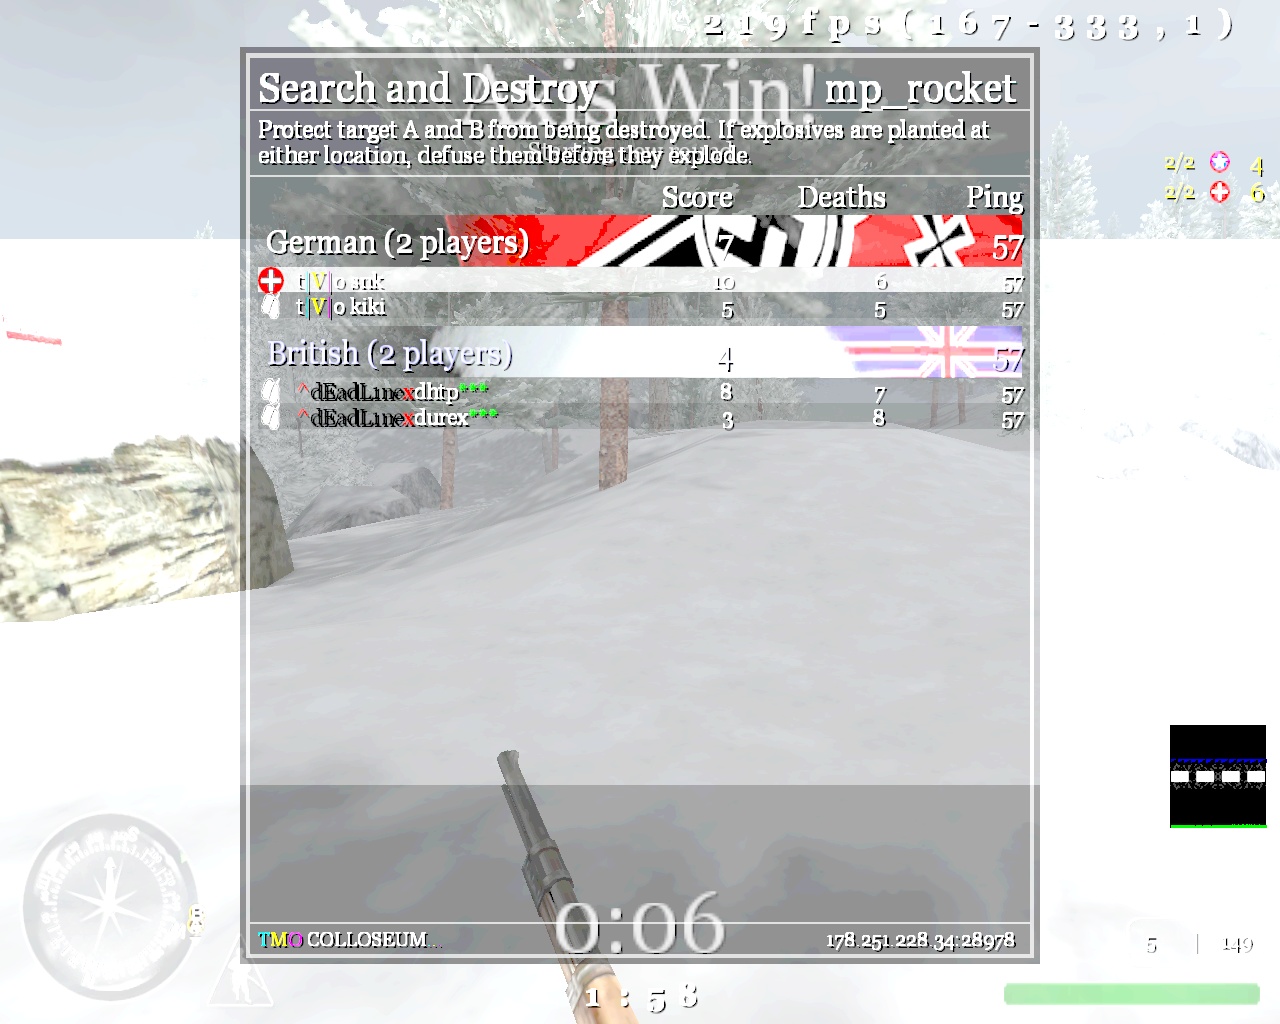 219fps(167-333,1)
Axis Win!
Search and Destroy mp_rocket
Protect target A and B from being destroyed. If explosives are planted at
either location, defuse them before they explode.
Starting new round
2/2 4
2/2 6
Score Deaths Ping
German (2 players) 7 57
t|V|o snk 10 6 57
t|V|o kiki 5 5 57
British (2 players) 4 57
^dEadL1nexdhtp*** 8 7 57
^dEadL1nexdurex*** 3 8 57
0:06
TMO COLLOSEUM... 178.251.228.34:28978
5 | 149
1:58